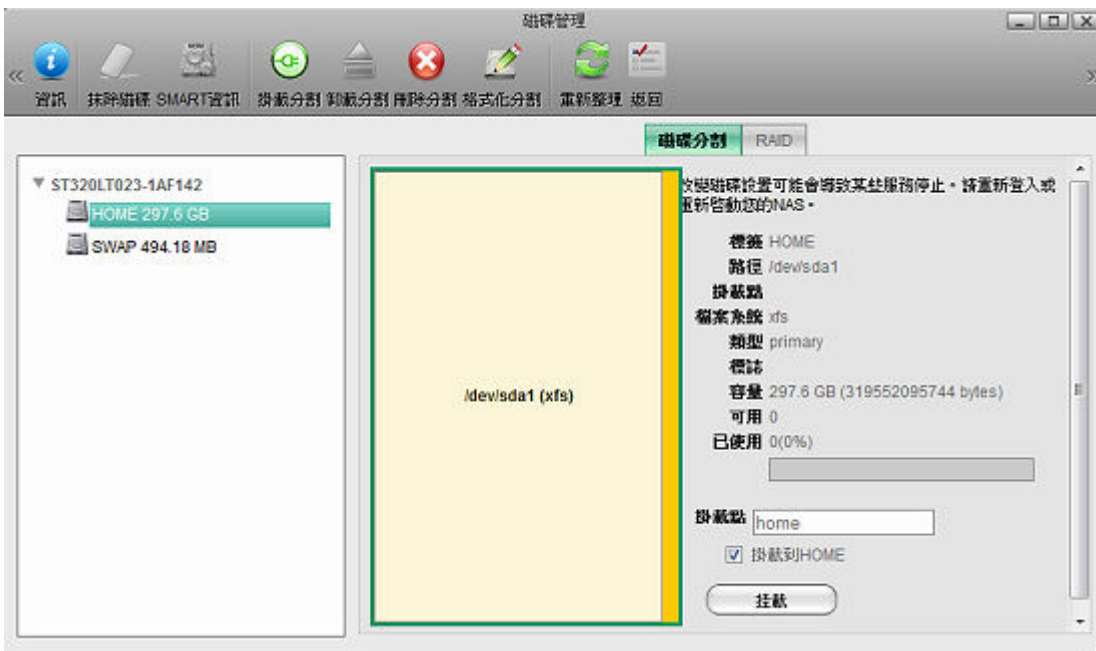 磁碟管理
資訊 抹除磁碟 SMART資訊 掛載分割 卸載分割 刪除分割 格式化分割 重新整理 返回
磁碟分割 RAID
ST320LT023-1AF142
HOME 297.6 GB
SWAP 494.18 MB
/dev/sda1 (xfs)
改變磁碟設置可能會導致某些服務停止。請重新登入或
重新啓動您的NAS。
標籤 HOME
路徑 /dev/sda1
掛載點
檔案系統 xfs
類型 primary
標誌
容量 297.6 GB (319552095744 bytes)
可用 0
已使用 0(0%)
掛載點 home
掛載到HOME
挂載